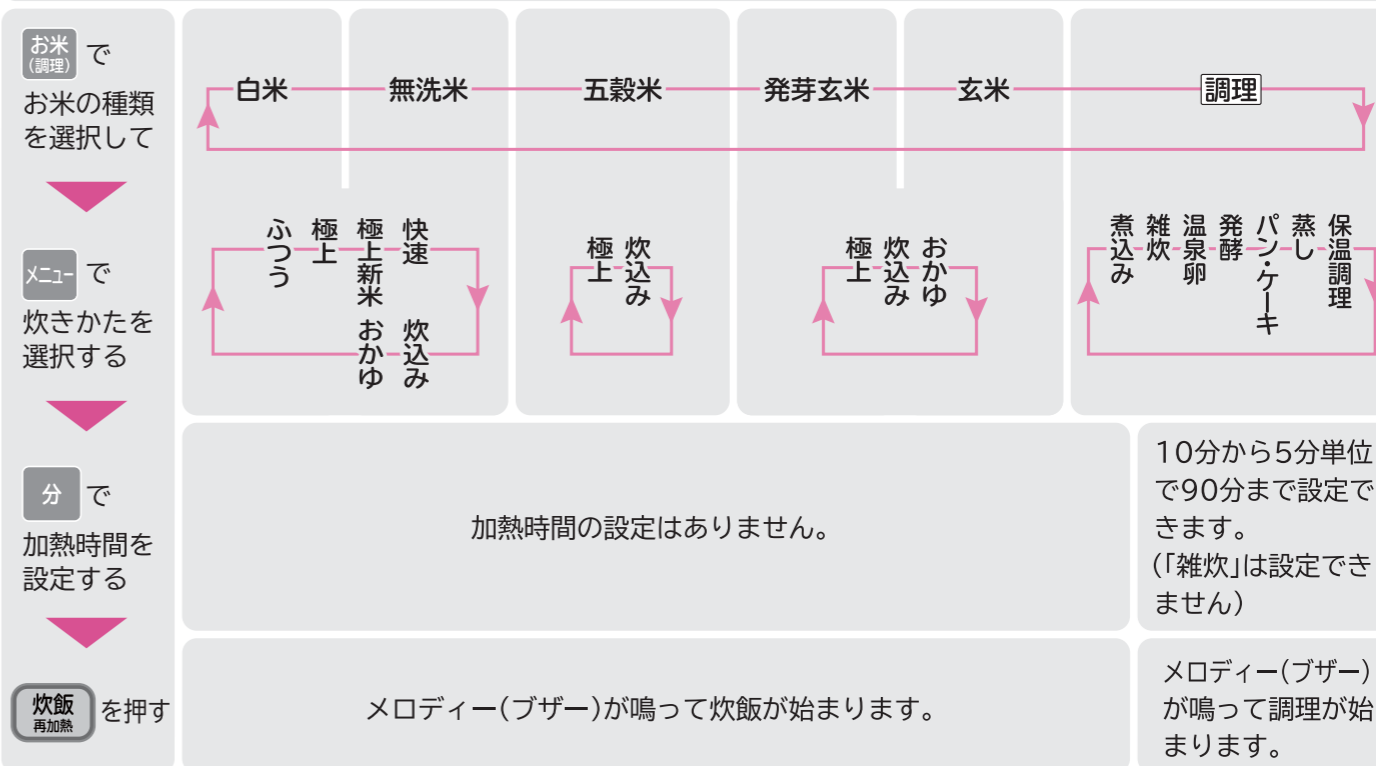 お米
(調理)
で
お米の種類
を選択して
白米
無洗米
五穀米
発芽玄米
玄米
調理
メニュー
で
炊きかたを
選択する
ふつう
極上
極上新米
快速
おかゆ
炊込み
極上
炊込み
極上
炊込み
おかゆ
煮込み
雑炊
温泉卵
発酵
パン・ケーキ
蒸し
保温調理
分
で
加熱時間を
設定する
加熱時間の設定はありません。
10分から5分単位
で90分まで設定で
きます。
(「雑炊」は設定でき
ません)
炊飯
再加熱
を押す
メロディー(ブザー)が鳴って炊飯が始まります。
メロディー(ブザー)
が鳴って調理が始
まります。